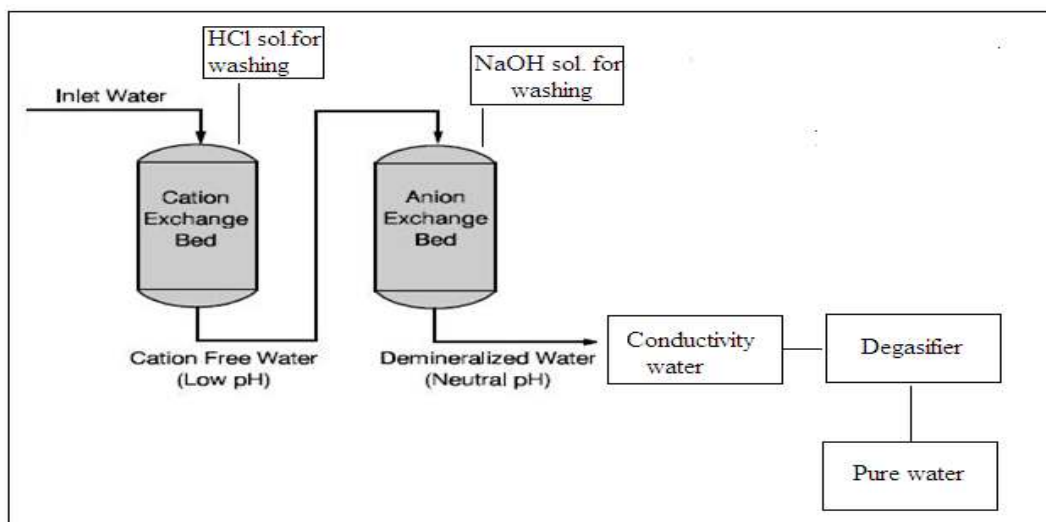 HCl sol.for
washing
NaOH sol. for
washing
Inlet Water
Cation
Exchange
Bed
Anion
Exchange
Bed
Cation Free Water
(Low pH)
Demineralized Water
(Neutral pH)
Conductivity
water
Degasifier
Pure water